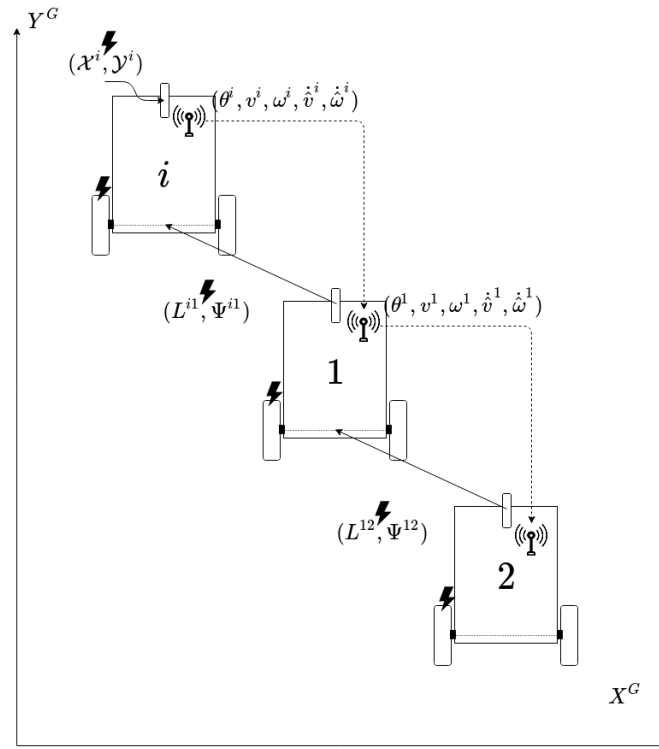 Y^G
(𝒳^i, 𝒴^i)
(θ^i, v^i, ω^i, \dot{\hat{v}}^i, \dot{\hat{ω}}^i)
i
(L^{i1}, Ψ^{i1})
(θ^1, v^1, ω^1, \dot{\hat{v}}^1, \dot{\hat{ω}}^1)
1
(L^{12}, Ψ^{12})
2
X^G